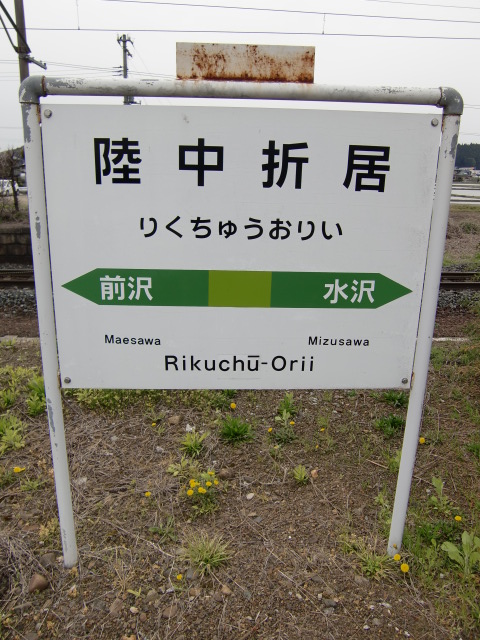 陸中折居
りくちゅうおりい
前沢 水沢
Maesawa Mizusawa
Rikuchū-Orii